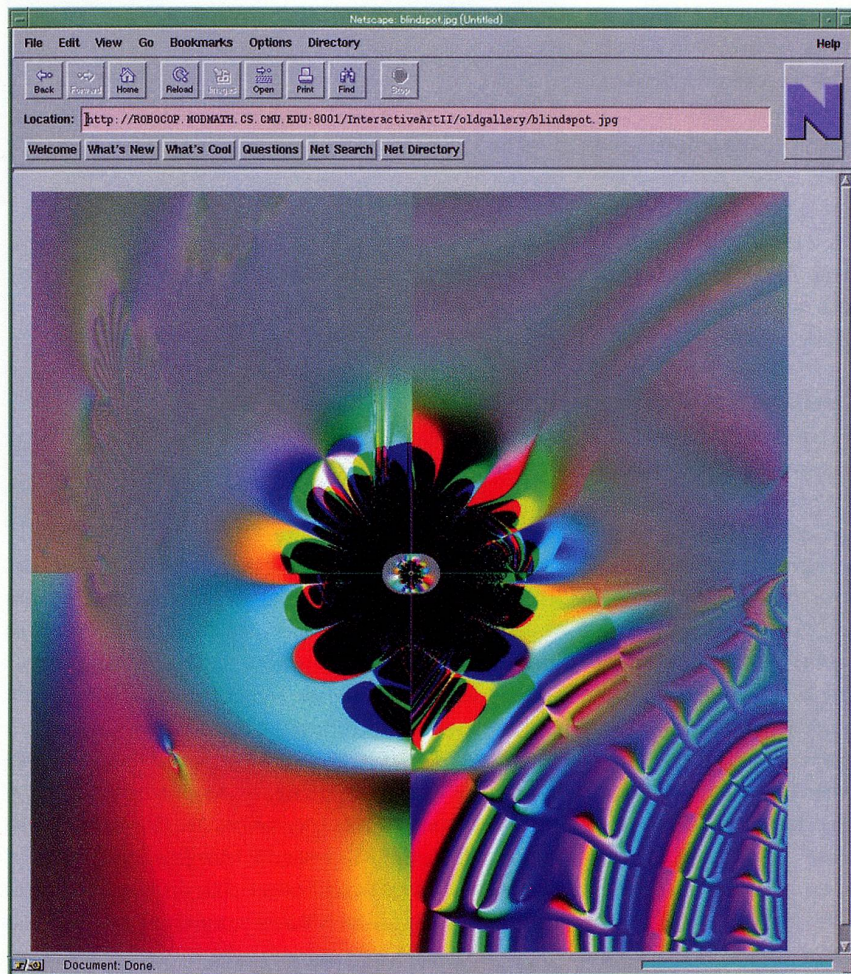 Netscape: blindspot.jpg (Untitled)
File Edit View Go Bookmarks Options Directory Help
Back Forward Home Reload Images Open Print Find Stop
N
Location: http://ROBOCOP.MODMATH.CS.CMU.EDU:8001/InteractiveArtII/oldgallery/blindspot.jpg
Welcome What's New What's Cool Questions Net Search Net Directory
Document: Done.